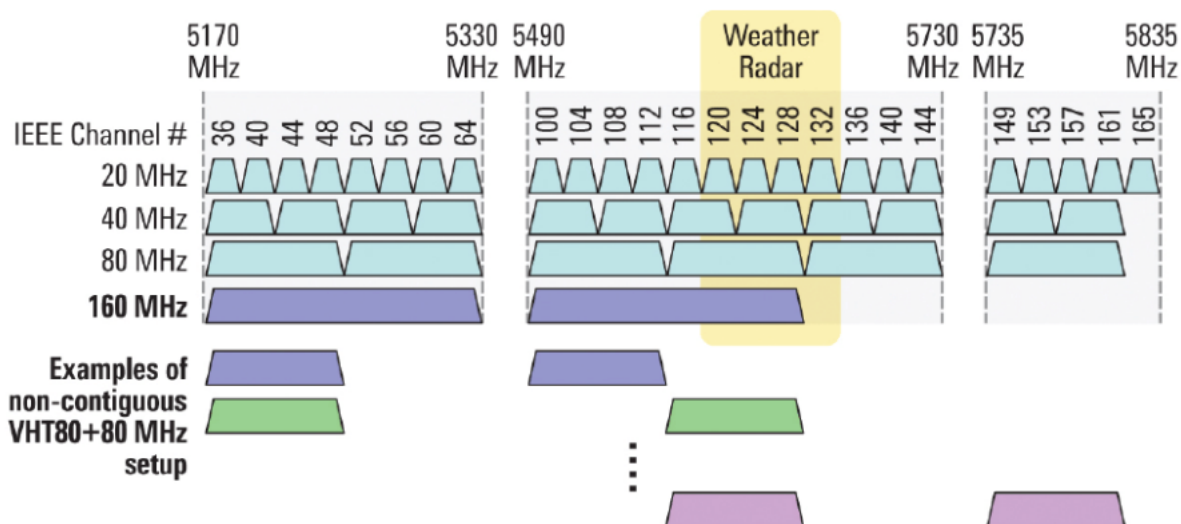 5170 MHz
5330 MHz
5490 MHz
Weather Radar
5730 MHz
5735 MHz
5835 MHz
IEEE Channel # 36 40 44 48 52 56 60 64 100 104 108 112 116 120 124 128 132 136 140 144 149 153 157 161 165
20 MHz
40 MHz
80 MHz
160 MHz
Examples of
non-contiguous
VHT80+80 MHz
setup